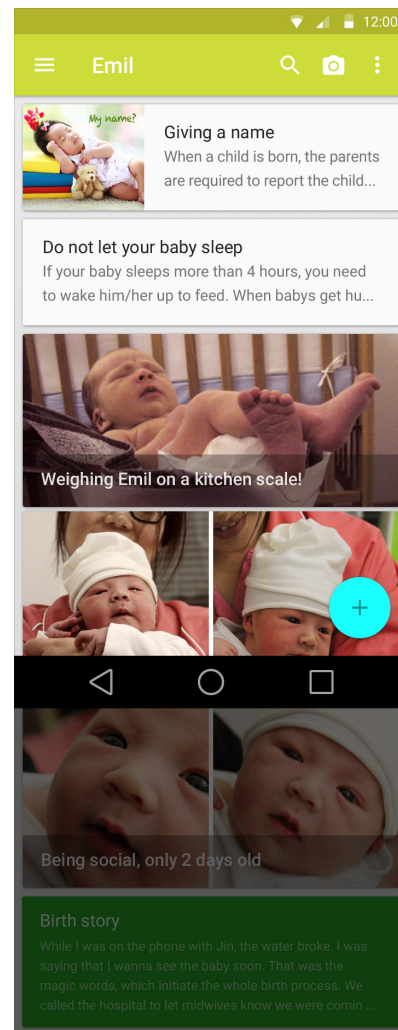 12:00
Emil
My name?
Giving a name
When a child is born, the parents
are required to report the child...
Do not let your baby sleep
If your baby sleeps more than 4 hours, you need
to wake him/her up to feed. When babys get hu...
Weighing Emil on a kitchen scale!
Being social, only 2 days old
Birth story
While I was on the phone with Jin, the water broke. I was
saying that I wanna see the baby soon. That was the
magic words, which initiate the whole birth process. We
called the hospital to let midwives know we were comin ...